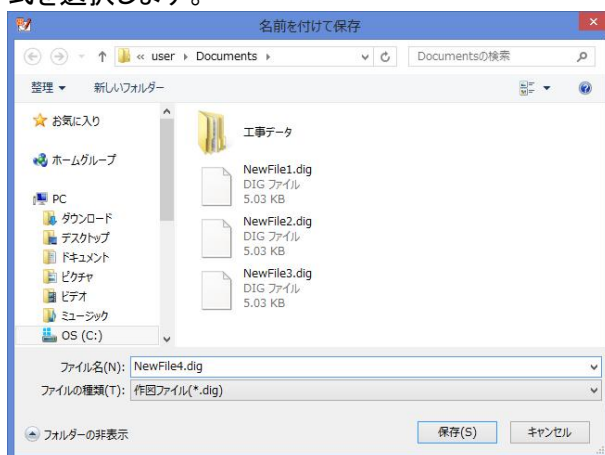 式を選択します。
名前を付けて保存
« user ▸ Documents ▸
Documentsの検索
整理 ▼ 新しいフォルダー
お気に入り
ホームグループ
PC
ダウンロード
デスクトップ
ドキュメント
ピクチャ
ビデオ
ミュージック
OS (C:)
工事データ
NewFile1.dig
DIG ファイル
5.03 KB
NewFile2.dig
DIG ファイル
5.03 KB
NewFile3.dig
DIG ファイル
5.03 KB
ファイル名(N): NewFile4.dig
ファイルの種類(T): 作図ファイル(*.dig)
フォルダーの非表示
保存(S) キャンセル